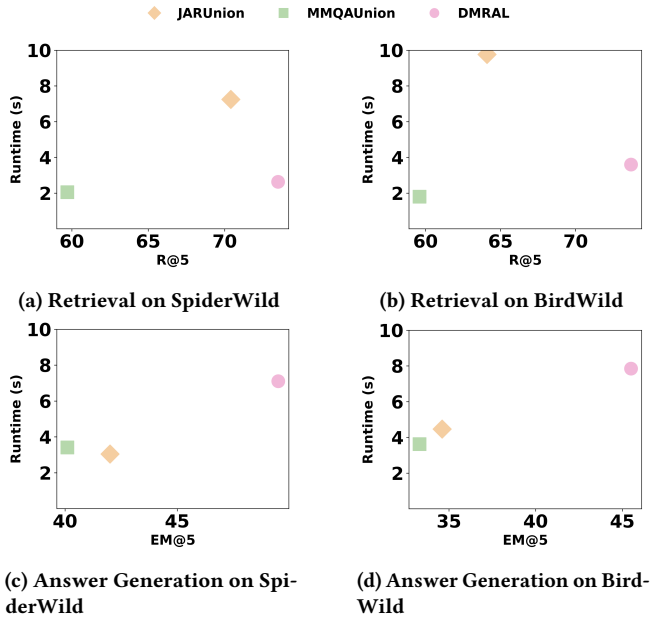 JARUnion MMQAUnion DMRAL
10
8
6
4
2
Runtime (s)
60 65 70
R@5
(a) Retrieval on SpiderWild
10
8
6
4
2
Runtime (s)
60 65 70
R@5
(b) Retrieval on BirdWild
10
8
6
4
2
Runtime (s)
40 45
EM@5
(c) Answer Generation on Spi-
derWild
10
8
6
4
2
Runtime (s)
35 40 45
EM@5
(d) Answer Generation on Bird-
Wild